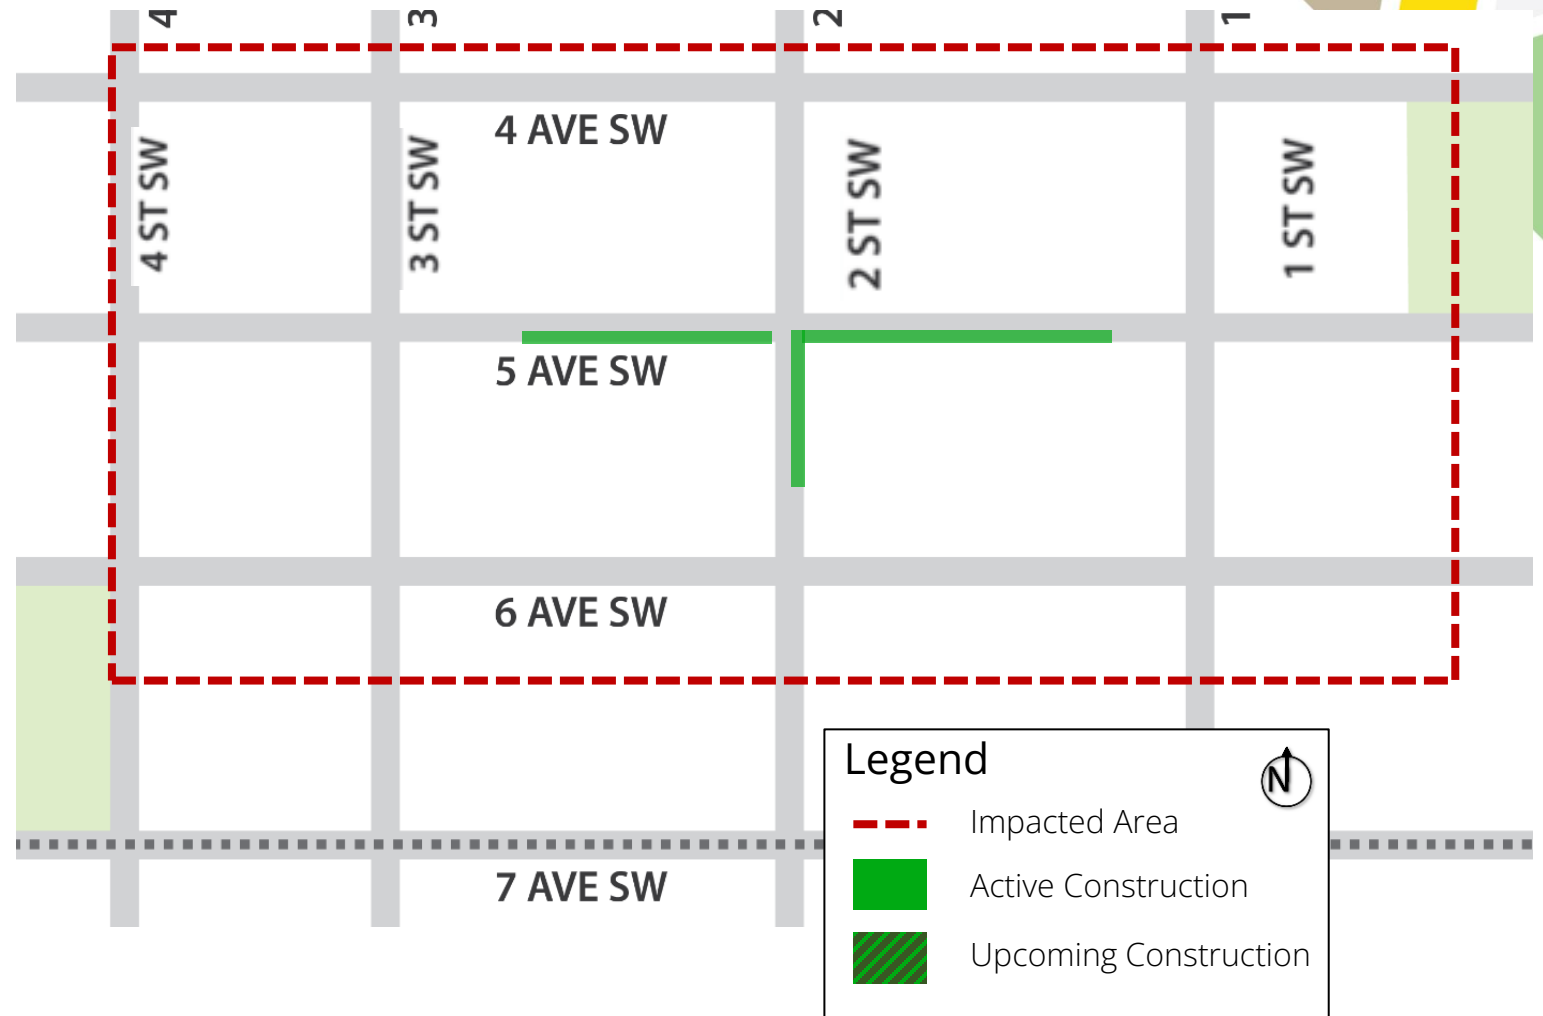 4
3
2
1
4 AVE SW
4 ST SW
3 ST SW
2 ST SW
1 ST SW
5 AVE SW
6 AVE SW
7 AVE SW
Legend
N
Impacted Area
Active Construction
Upcoming Construction